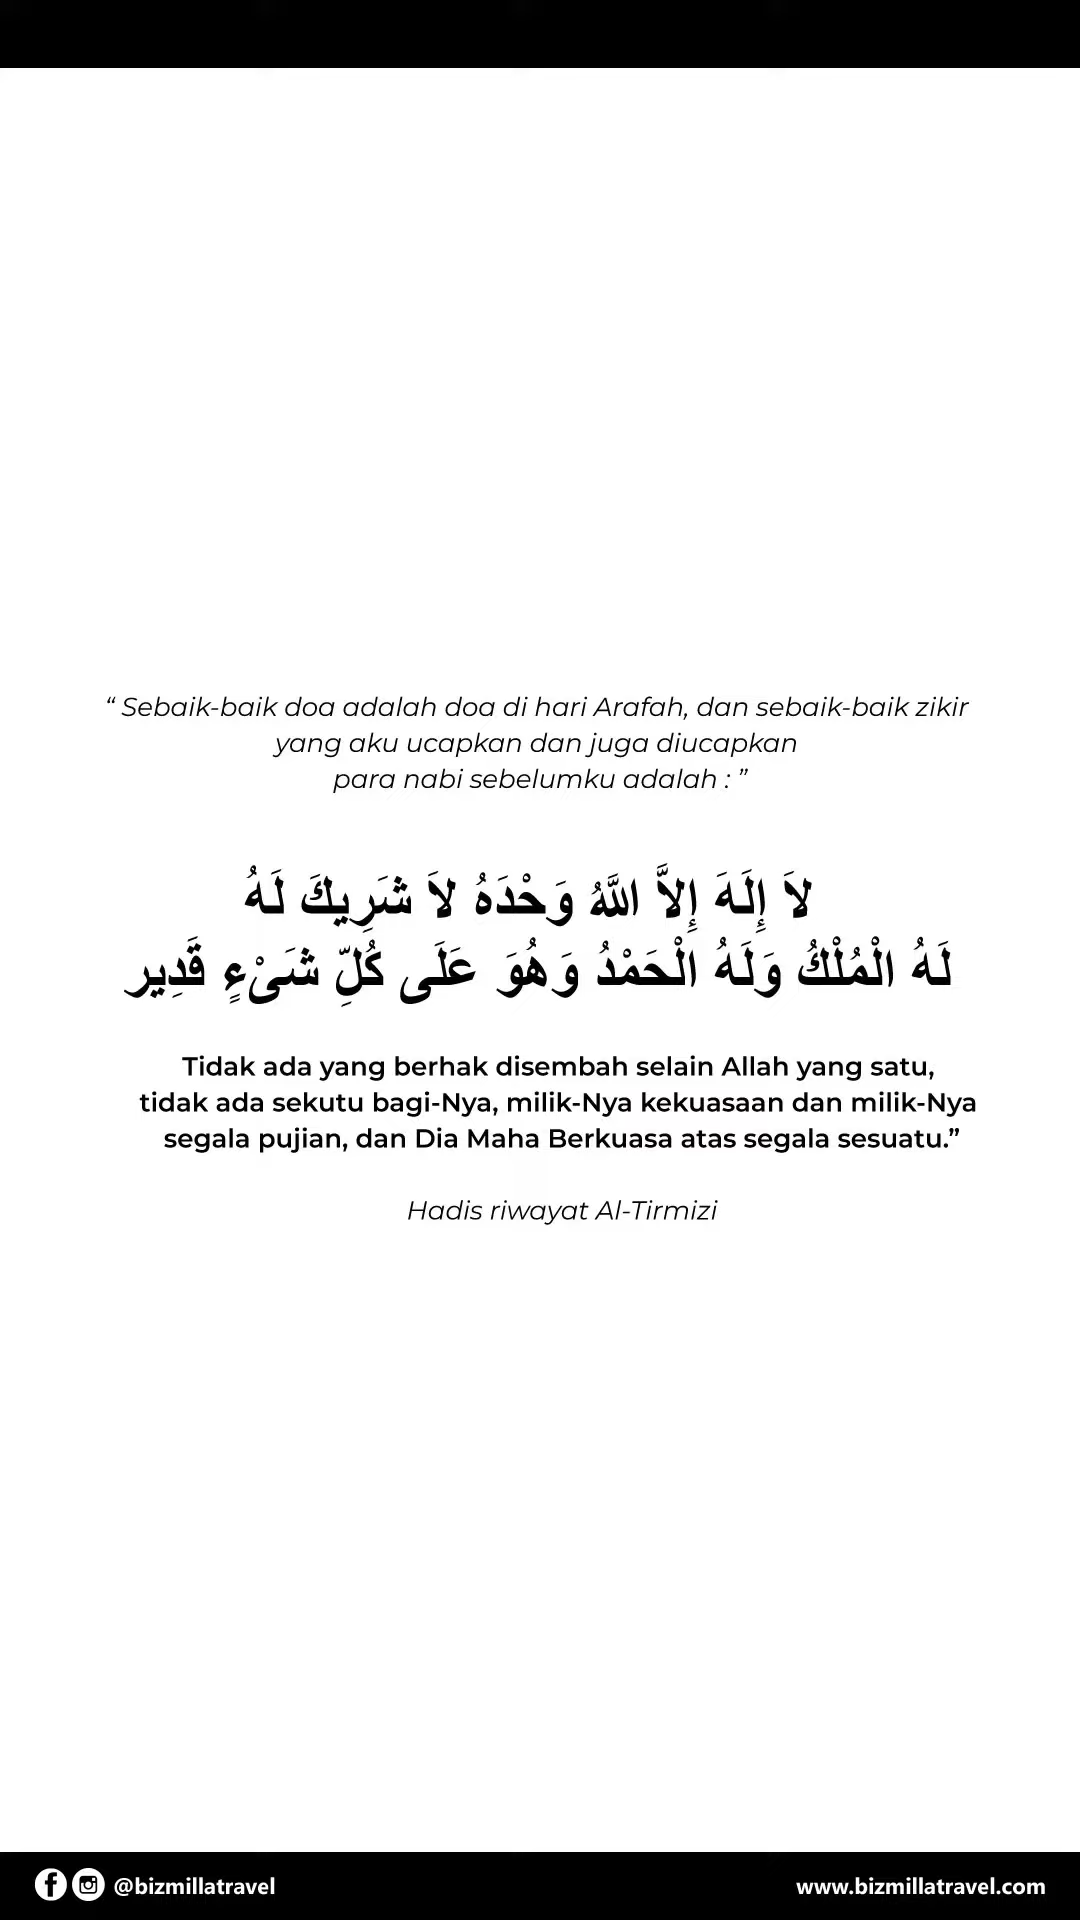 “ Sebaik-baik doa adalah doa di hari Arafah, dan sebaik-baik zikir
yang aku ucapkan dan juga diucapkan
para nabi sebelumku adalah : ”
لاَ إِلَهَ إِلاَّ اللَّهُ وَحْدَهُ لاَ شَرِيكَ لَهُ
لَهُ الْمُلْكُ وَلَهُ الْحَمْدُ وَهُوَ عَلَى كُلِّ شَىْءٍ قَدِير
Tidak ada yang berhak disembah selain Allah yang satu,
tidak ada sekutu bagi-Nya, milik-Nya kekuasaan dan milik-Nya
segala pujian, dan Dia Maha Berkuasa atas segala sesuatu.”
Hadis riwayat Al-Tirmizi
@bizmillatravel
www.bizmillatravel.com